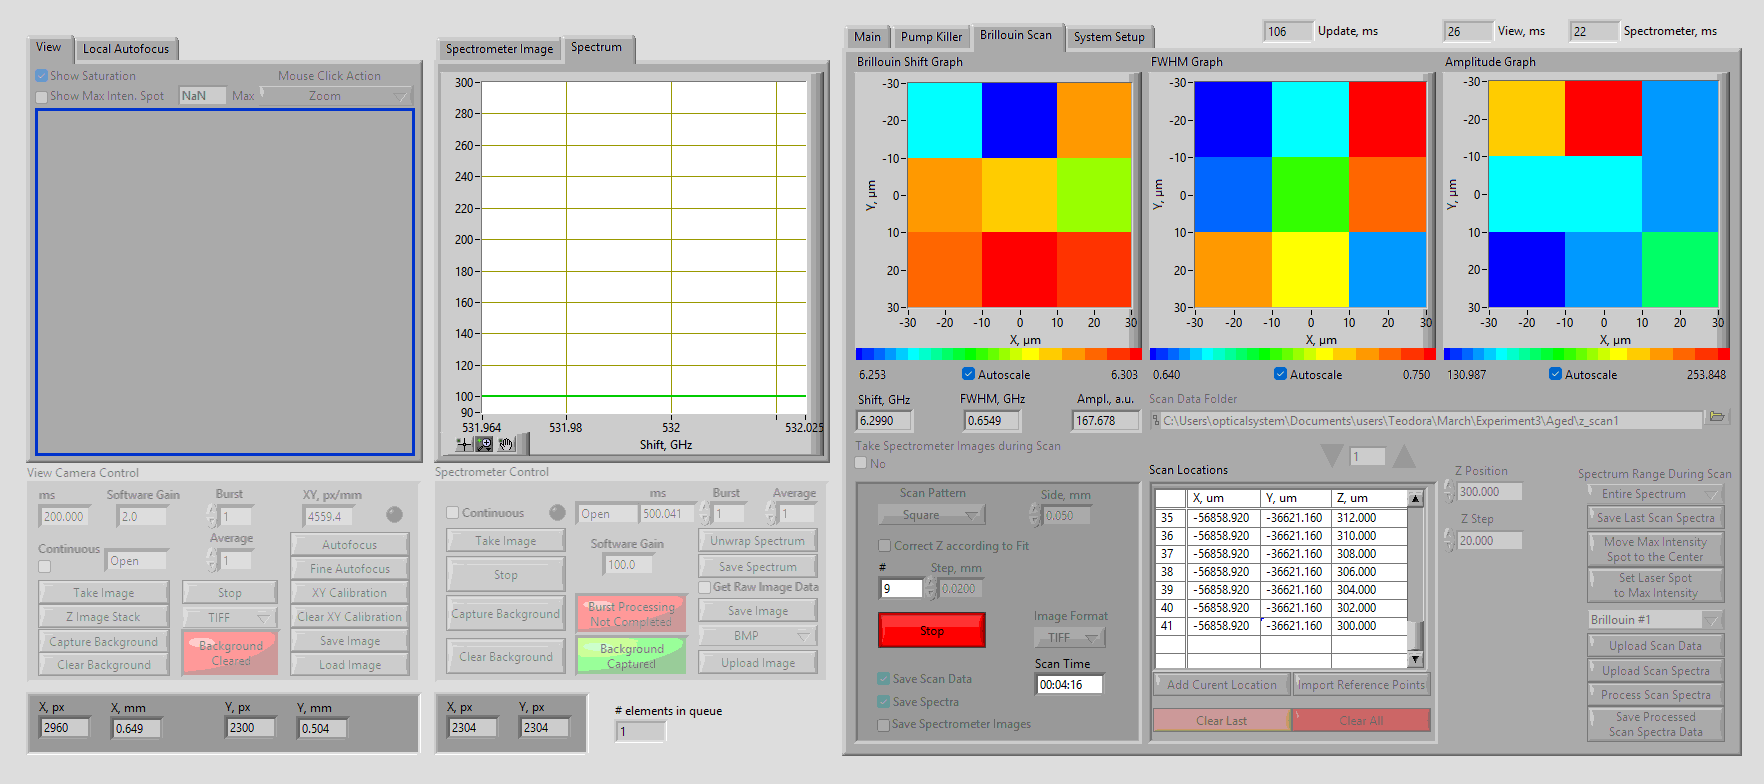 View
Local Autofocus
Show Saturation
Mouse Click Action
Show Max Inten. Spot
NaN
Max
Zoom
View Camera Control
ms
Software Gain
Burst
XY, px/mm
200.000
2.0
1
4559.4
Average
Continuous
Open
1
Autofocus
Fine Autofocus
Take Image
Stop
XY Calibration
Z Image Stack
TIFF
Clear XY Calibration
Capture Background
Background
Cleared
Save Image
Clear Background
Load Image
X, px
X, mm
Y, px
Y, mm
2960
0.649
2300
0.504
Spectrometer Image
Spectrum
300
280
260
240
220
200
180
160
140
120
100
90
531.964
531.98
532
532.025
Shift, GHz
Spectrometer Control
ms
Burst
Average
Continuous
Open
500.041
1
1
Take Image
Software Gain
Unwrap Spectrum
Stop
100.0
Save Spectrum
Get Raw Image Data
Capture Background
Burst Processing
Not Completed
Save Image
BMP
Clear Background
Background
Captured
Upload Image
X, px
Y, px
2304
2304
# elements in queue
1
106
Update, ms
26
View, ms
22
Spectrometer, ms
Main
Pump Killer
Brillouin Scan
System Setup
Brillouin Shift Graph
-30
-20
-10
0
10
20
30
Y, µm
-30
-20
-10
0
10
20
30
X, µm
6.253
Autoscale
6.303
FWHM Graph
-30
-20
-10
0
10
20
30
Y, µm
-30
-20
-10
0
10
20
30
X, µm
0.640
Autoscale
0.750
Amplitude Graph
-30
-20
-10
0
10
20
30
Y, µm
-30
-20
-10
0
10
20
30
X, µm
130.987
Autoscale
253.848
Shift, GHz
FWHM, GHz
Ampl., a.u.
Scan Data Folder
6.2990
0.6549
167.678
C:\Users\opticalsystem\Documents\users\Teodora\March\Experiment3\Aged\z_scan1
Take Spectrometer Images during Scan
No
1
Scan Pattern
Side, mm
Square
0.050
Correct Z according to Fit
#
Step, mm
9
0.0200
Stop
Image Format
TIFF
Scan Time
00:04:16
Save Scan Data
Save Spectra
Save Spectrometer Images
Scan Locations
X, um
Y, um
Z, um
35
-56858.920
-36621.160
312.000
36
-56858.920
-36621.160
310.000
37
-56858.920
-36621.160
308.000
38
-56858.920
-36621.160
306.000
39
-56858.920
-36621.160
304.000
40
-56858.920
-36621.160
302.000
41
-56858.920
-36621.160
300.000
Add Curent Location
Import Reference Points
Clear Last
Clear All
Z Position
300.000
Z Step
20.000
Spectrum Range During Scan
Entire Spectrum
Save Last Scan Spectra
Move Max Intensity
Spot to the Center
Set Laser Spot
to Max Intensity
Brillouin #1
Upload Scan Data
Upload Scan Spectra
Process Scan Spectra
Save Processed
Scan Spectra Data